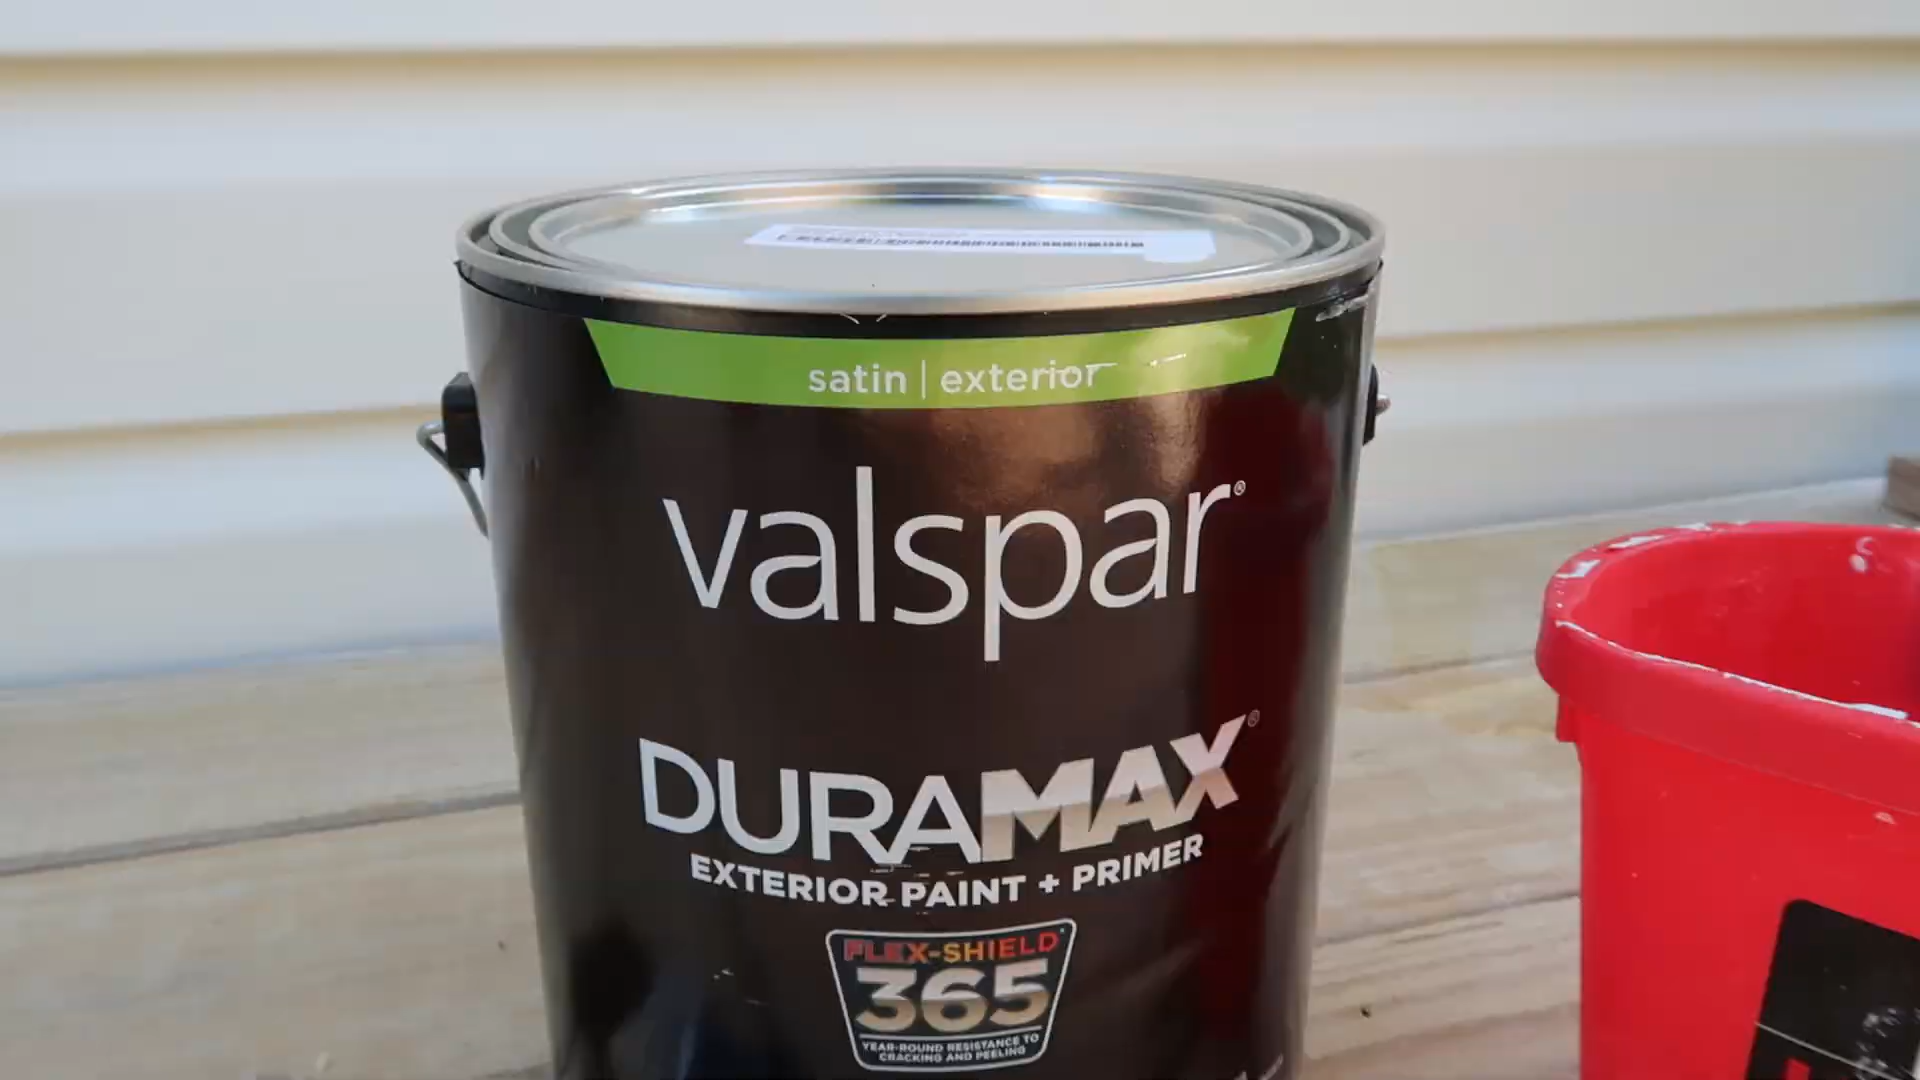 satin | exterior
valspar®
DURAMAX®
EXTERIOR PAINT + PRIMER
FLEX-SHIELD
365
YEAR-ROUND RESISTANCE TO
CRACKING AND PEELING